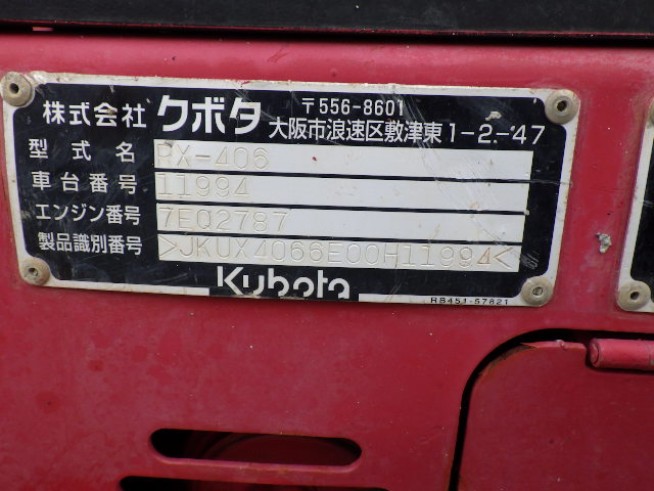 株式会社 クボタ 〒556-8601
大阪市浪速区敷津東1-2-47
型式名 RX-406
車台番号 11994
エンジン番号 7EQ2787
製品識別番号 >JKUX4066E00H11994<
Kubota
RB451-57821